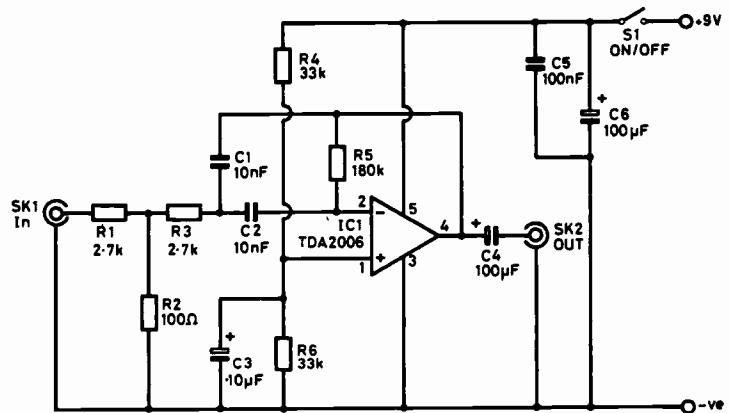 R4
33k
S1
ON/OFF
+9V
C5
100nF
+
C6
100µF
C1
10nF
R5
180k
SK1
In
R1
2·7k
R3
2·7k
C2
10nF
2
−
IC1
TDA2006
5
4
3
+
1
+
C4
100µF
SK2
OUT
R2
100Ω
+
C3
·10µF
R6
33k
-ve